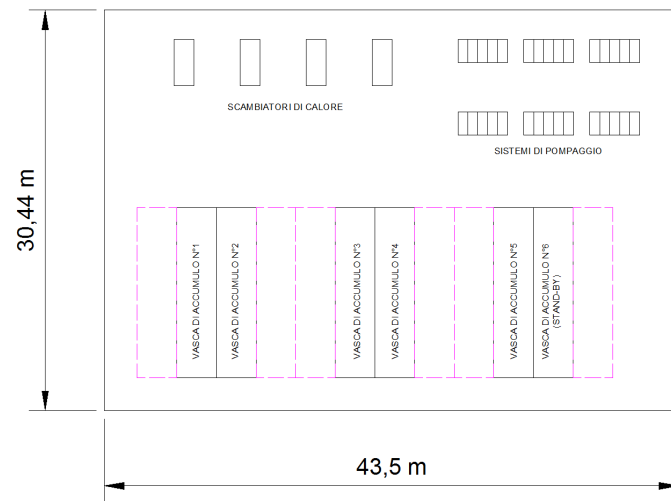 SCAMBIATORI DI CALORE
SISTEMI DI POMPAGGIO
30,44 m
VASCA DI ACCUMULO N°1
VASCA DI ACCUMULO N°2
VASCA DI ACCUMULO N°3
VASCA DI ACCUMULO N°4
VASCA DI ACCUMULO N°5
VASCA DI ACCUMULO N°6
(STAND-BY)
43,5 m